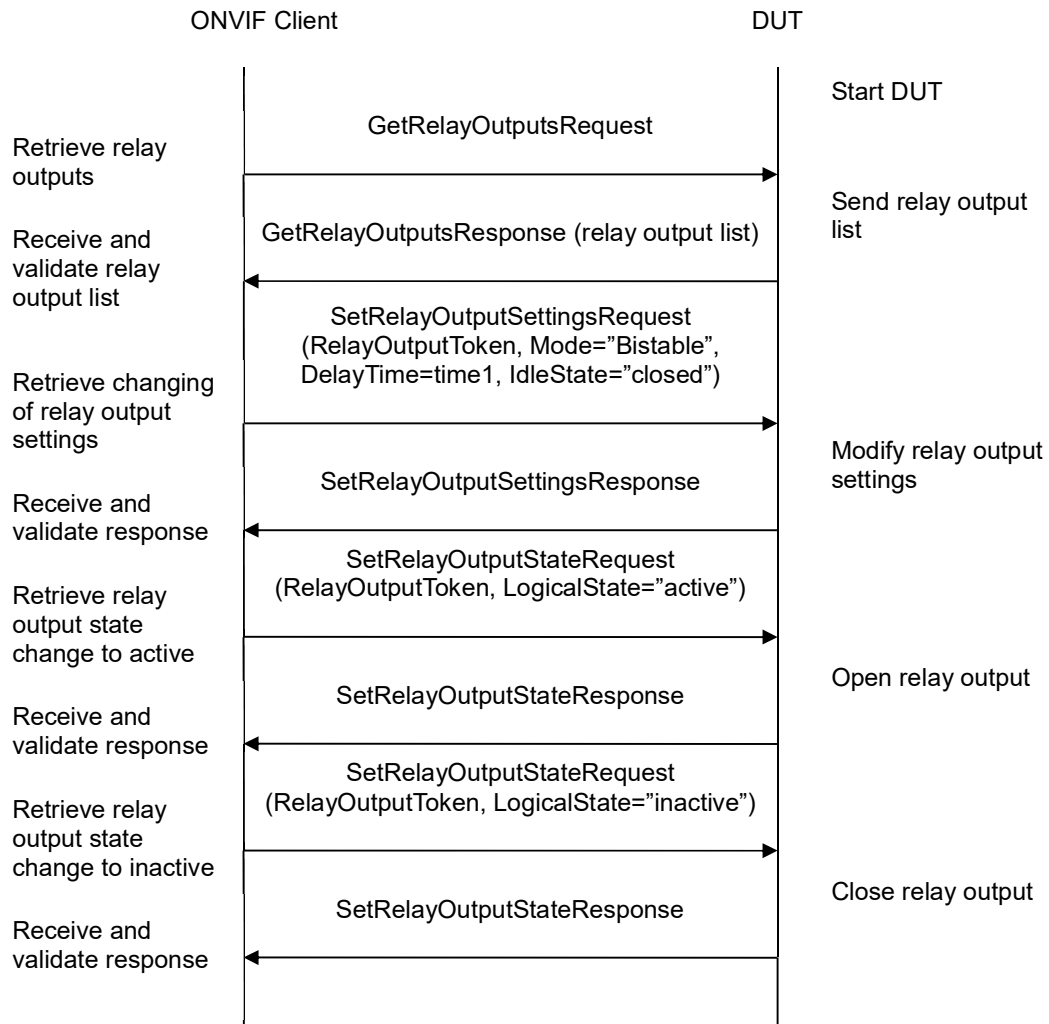 ONVIF Client
DUT
Start DUT
GetRelayOutputsRequest
Retrieve relay
outputs
Send relay output
list
GetRelayOutputsResponse (relay output list)
Receive and
validate relay
output list
SetRelayOutputSettingsRequest
(RelayOutputToken, Mode=”Bistable”,
DelayTime=time1, IdleState=”closed”)
Retrieve changing
of relay output
settings
Modify relay output
settings
SetRelayOutputSettingsResponse
Receive and
validate response
SetRelayOutputStateRequest
(RelayOutputToken, LogicalState=”active”)
Retrieve relay
output state
change to active
Open relay output
SetRelayOutputStateResponse
Receive and
validate response
SetRelayOutputStateRequest
(RelayOutputToken, LogicalState=”inactive”)
Retrieve relay
output state
change to inactive
Close relay output
SetRelayOutputStateResponse
Receive and
validate response